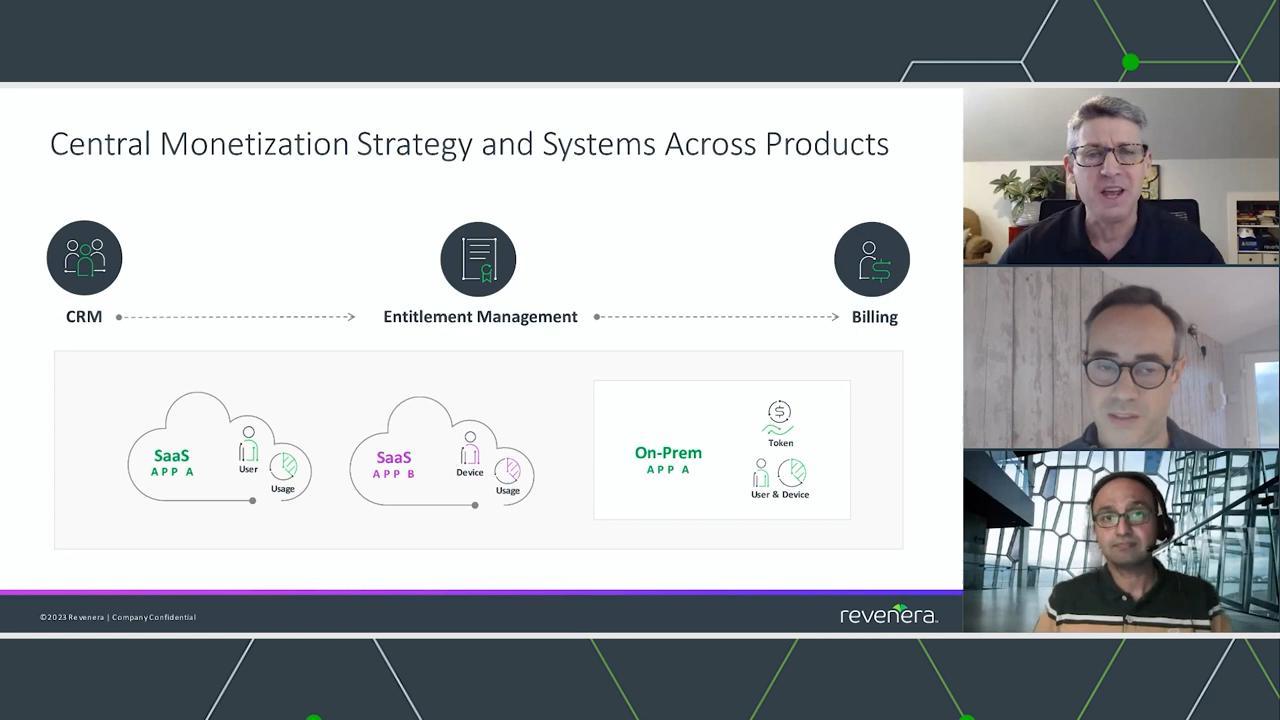 Central Monetization Strategy and Systems Across Products
CRM
Entitlement Management
Billing
SaaS
APP A
User
Usage
SaaS
APP B
Device
Usage
On-Prem
APP A
Token
User & Device
©2023 Revenera | Company Confidential
revenera